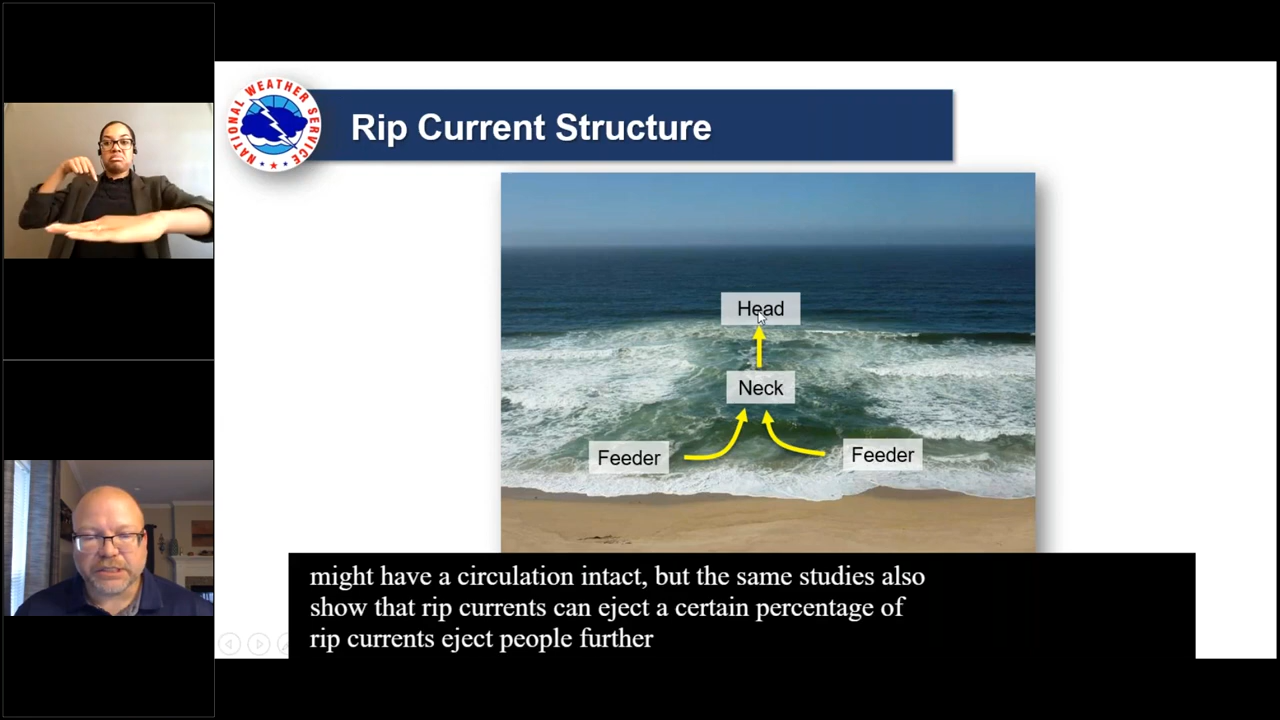 NATIONAL WEATHER SERVICE
Rip Current Structure
Head
Neck
Feeder
Feeder
might have a circulation intact, but the same studies also
show that rip currents can eject a certain percentage of
rip currents eject people further